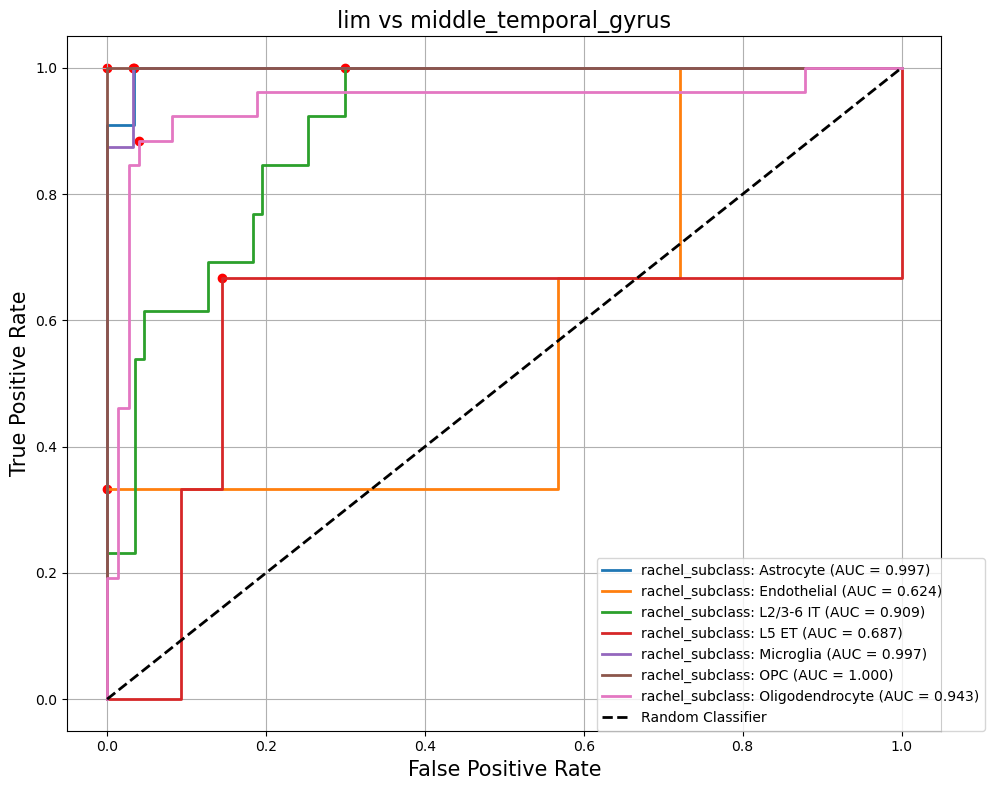 lim vs middle_temporal_gyrus
True Positive Rate
1.0
0.8
0.6
0.4
0.2
0.0
rachel_subclass: Astrocyte (AUC = 0.997)
rachel_subclass: Endothelial (AUC = 0.624)
rachel_subclass: L2/3-6 IT (AUC = 0.909)
rachel_subclass: L5 ET (AUC = 0.687)
rachel_subclass: Microglia (AUC = 0.997)
rachel_subclass: OPC (AUC = 1.000)
rachel_subclass: Oligodendrocyte (AUC = 0.943)
Random Classifier
0.0 0.2 0.4 0.6 0.8 1.0
False Positive Rate